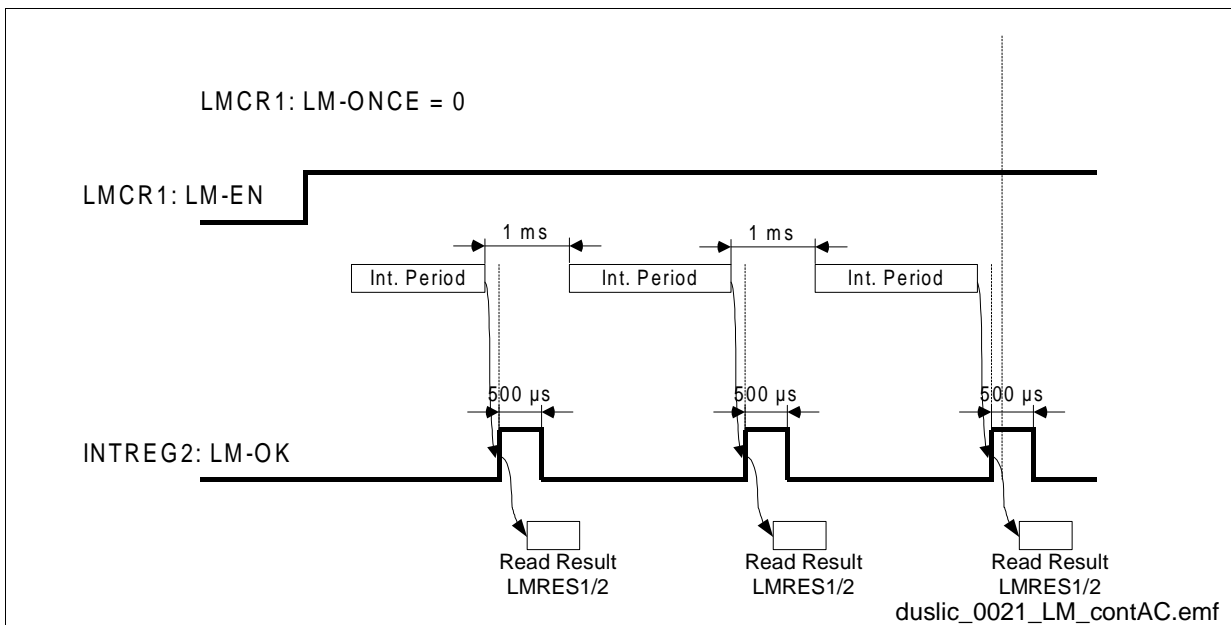 LMCR1: LM-ONCE = 0
LMCR1: LM-EN
1 ms
1 ms
Int. Period
Int. Period
Int. Period
500 µs
500 µs
500 µs
INTREG2: LM-OK
Read Result
LMRES1/2
Read Result
LMRES1/2
Read Result
LMRES1/2
duslic_0021_LM_contAC.emf